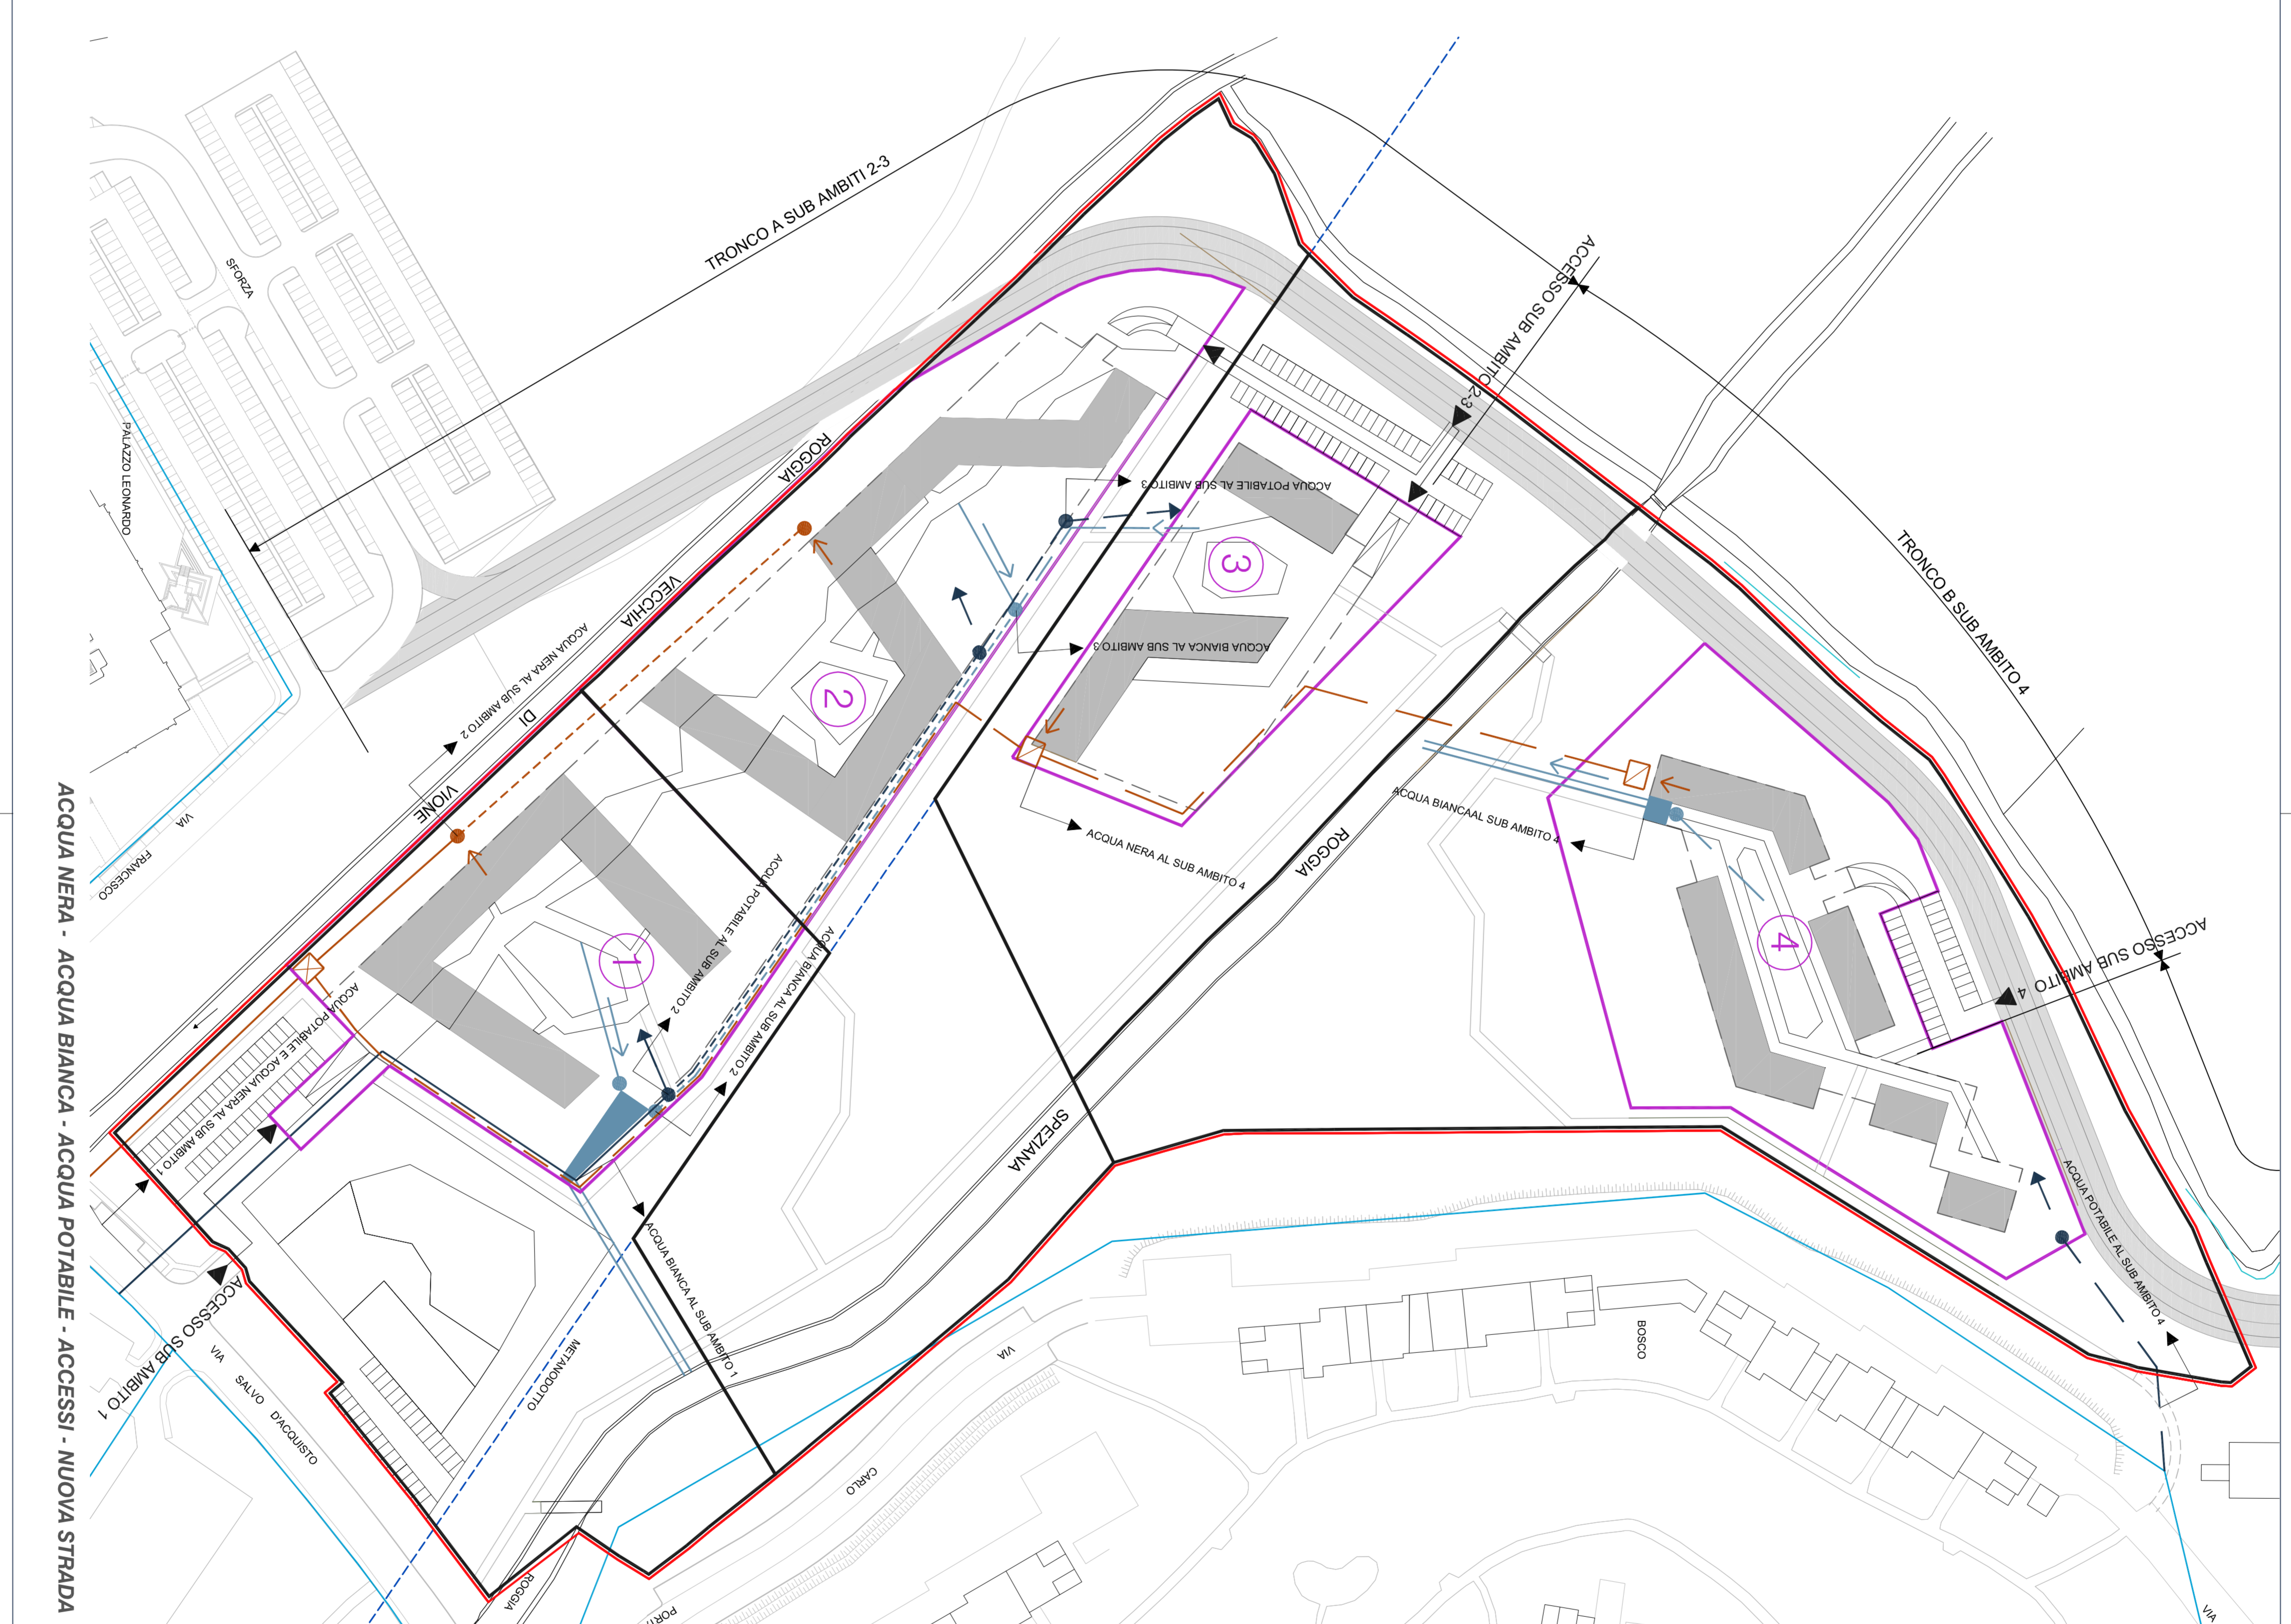 ACQUA NERA - ACQUA BIANCA - ACQUA POTABILE - ACCESSI - NUOVA STRADA
TRONCO A SUB AMBITI 2-3
ACCESSO SUB AMBITO 2-3
TRONCO B SUB AMBITO 4
ACCESSO SUB AMBITO 4
ACCESSO SUB AMBITO 1
SFORZA
PALAZZO LEONARDO
VIA
FRANCESCO
ROGGIA
VECCHIA
DI
VIONE
ACQUA NERA AL SUB AMBITO 2
ACQUA POTABILE AL SUB AMBITO 3
ACQUA BIANCA AL SUB AMBITO 3
3
2
1
4
ACQUA NERA AL SUB AMBITO 4
ACQUA BIANCAAL SUB AMBITO 4
ACQUA POTABILE AL SUB AMBITO 4
ACQUA POTABILE AL SUB AMBITO 2
ACQUA BIANCA AL SUB AMBITO 2
ACQUA BIANCA AL SUB AMBITO 1
ACQUA
POTABILE E ACQUA NERA AL SUB AMBITO 1
ROGGIA
SPEZIANA
METANODOTTO
VIA
SALVO
D'ACQUISTO
VIA
CARLO
BOSCO
ROGGIA
VIA